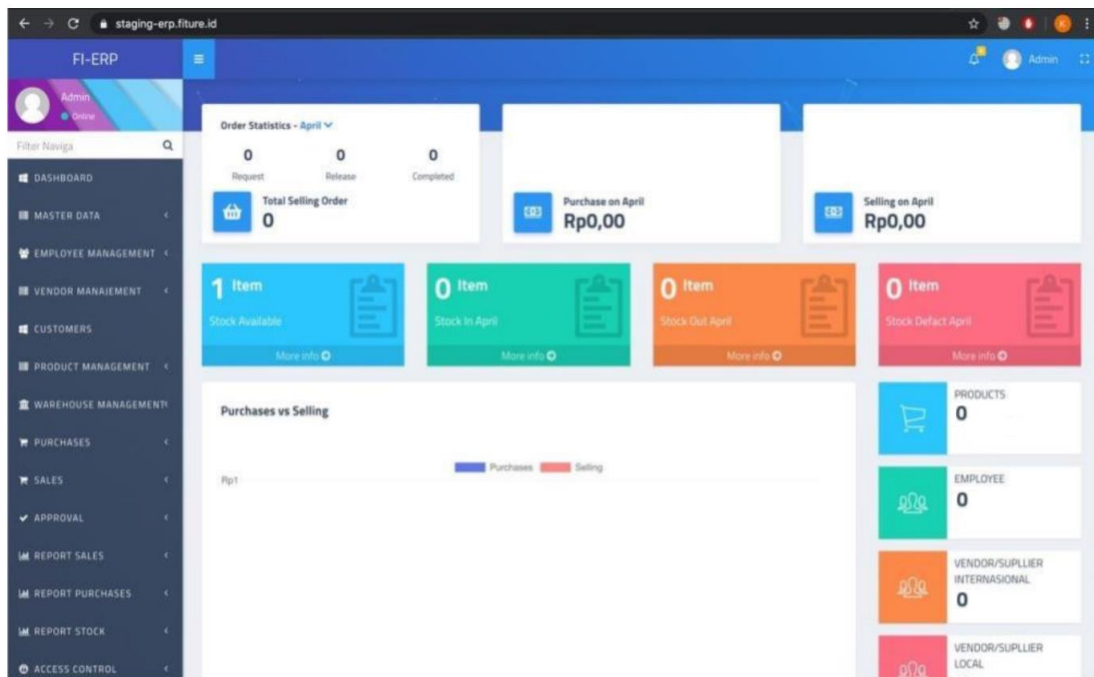 staging-erp.fiture.id
FI-ERP
Admin
Admin
Online
Filter Naviga
DASHBOARD
MASTER DATA
EMPLOYEE MANAGEMENT
VENDOR MANAJEMENT
CUSTOMERS
PRODUCT MANAGEMENT
WAREHOUSE MANAGEMENT
PURCHASES
SALES
APPROVAL
REPORT SALES
REPORT PURCHASES
REPORT STOCK
ACCESS CONTROL
Order Statistics - April
0 0 0
Request Release Completed
Total Selling Order
0
Purchase on April
Rp0,00
Selling on April
Rp0,00
1 Item
Stock Available
More info
0 Item
Stock In April
More info
0 Item
Stock Out April
More info
0 Item
Stock Defact April
More info
Purchases vs Selling
Purchases Selling
Rp1
PRODUCTS
0
EMPLOYEE
0
VENDOR/SUPLLIER
INTERNASIONAL
0
VENDOR/SUPLLIER
LOCAL